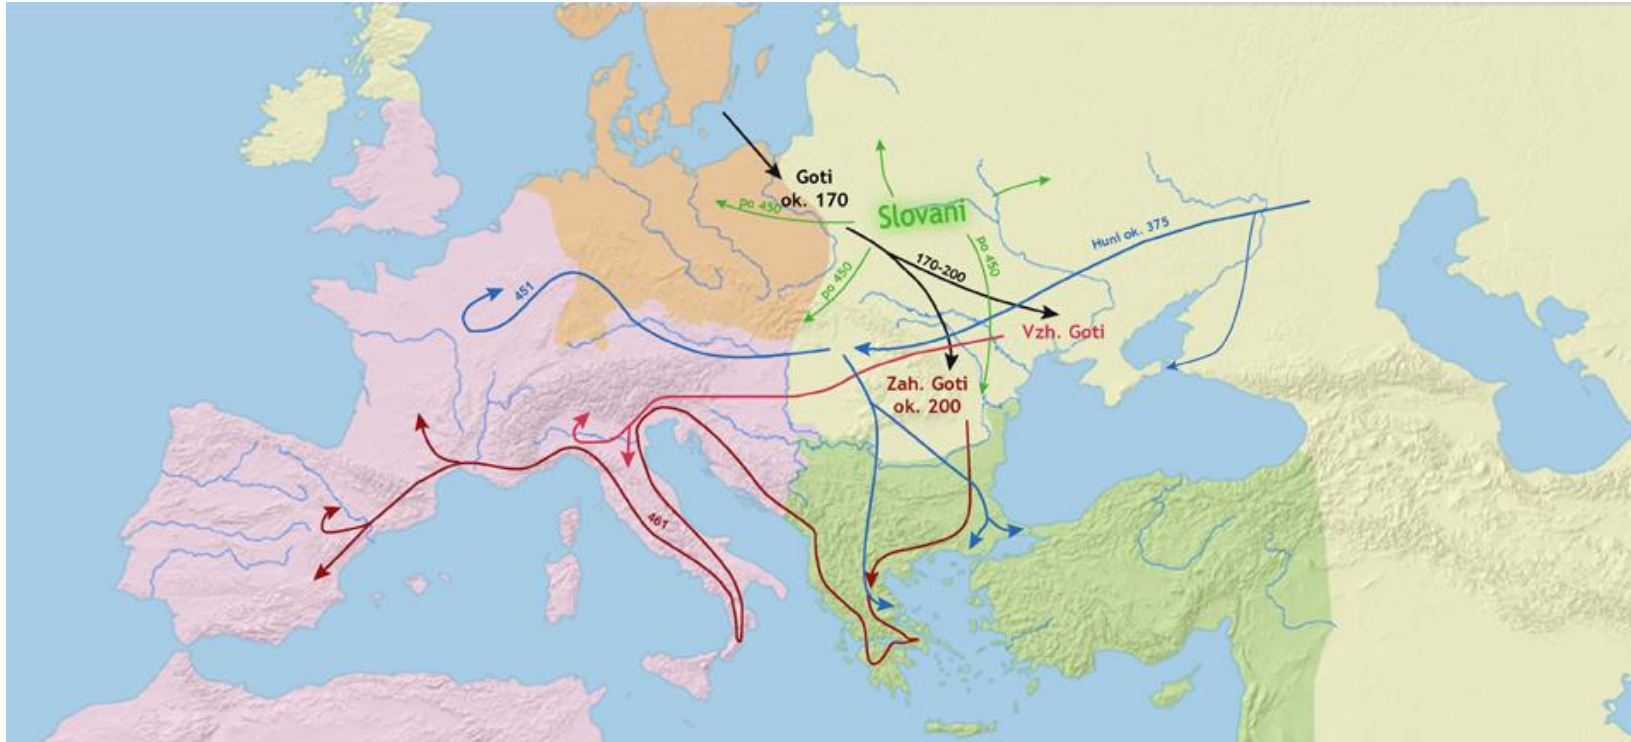 Goti
ok. 170
po 450
Slovani
170-200
po 450
po 450
Huni ok. 375
451
Vzh. Goti
Zah. Goti
ok. 200
461